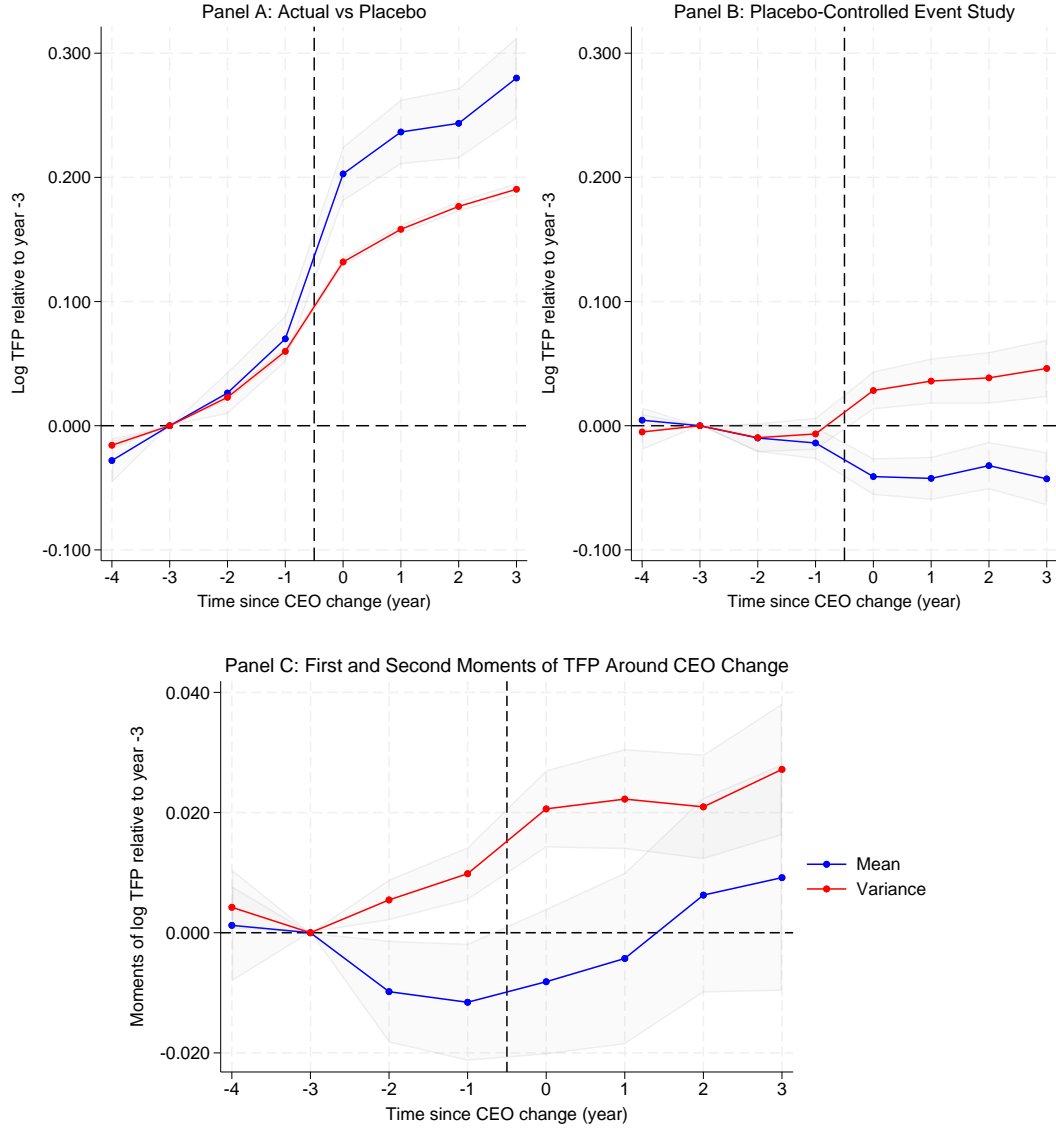 Panel A: Actual vs Placebo
Log TFP relative to year -3
0.300
0.200
0.100
0.000
-0.100
-4 -3 -2 -1 0 1 2 3
Time since CEO change (year)
Panel B: Placebo-Controlled Event Study
Log TFP relative to year -3
0.300
0.200
0.100
0.000
-0.100
-4 -3 -2 -1 0 1 2 3
Time since CEO change (year)
Panel C: First and Second Moments of TFP Around CEO Change
Moments of log TFP relative to year -3
0.040
0.020
0.000
-0.020
-4 -3 -2 -1 0 1 2 3
Time since CEO change (year)
Mean
Variance